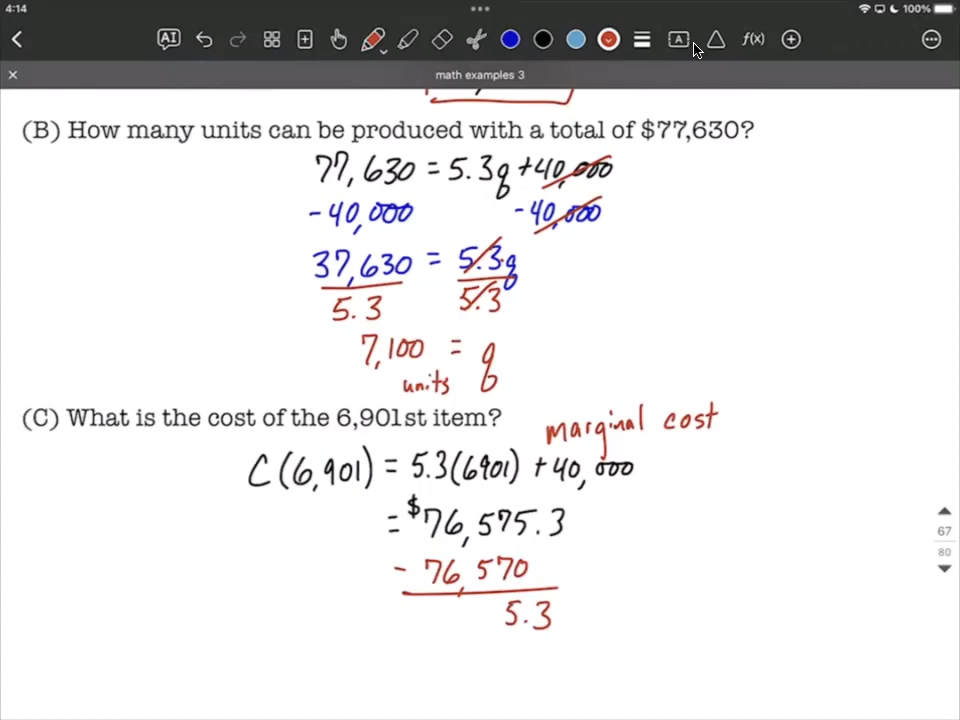 4:14
100%
AI
A
f(x)
math examples 3
(B) How many units can be produced with a total of $77,630?
77,630 = 5.3q + 40,000
- 40,000 - 40,000
37,630 = 5.3q
5.3 5.3
7,100 = q
units
(C) What is the cost of the 6,901st item?
marginal cost
C(6,901) = 5.3(6901) + 40,000
= $76,575.3
- 76,570
5.3
67
80